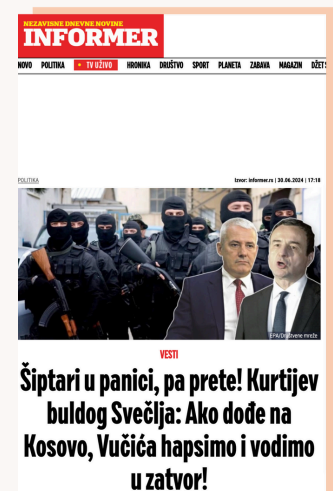 NEZAVISNE DNEVNE NOVINE
INFORMER
NOVO POLITIKA • TV UŽIVO HRONIKA DRUŠTVO SPORT PLANETA ZABAVA MAGAZIN DŽET
POLITIKA
Izvor: informer.rs | 30.06.2024 | 17:18
EPA/Društvene mreže
VESTI
Šiptari u panici, pa prete! Kurtijev
buldog Svečlja: Ako dođe na
Kosovo, Vučića hapsimo i vodimo
u zatvor!